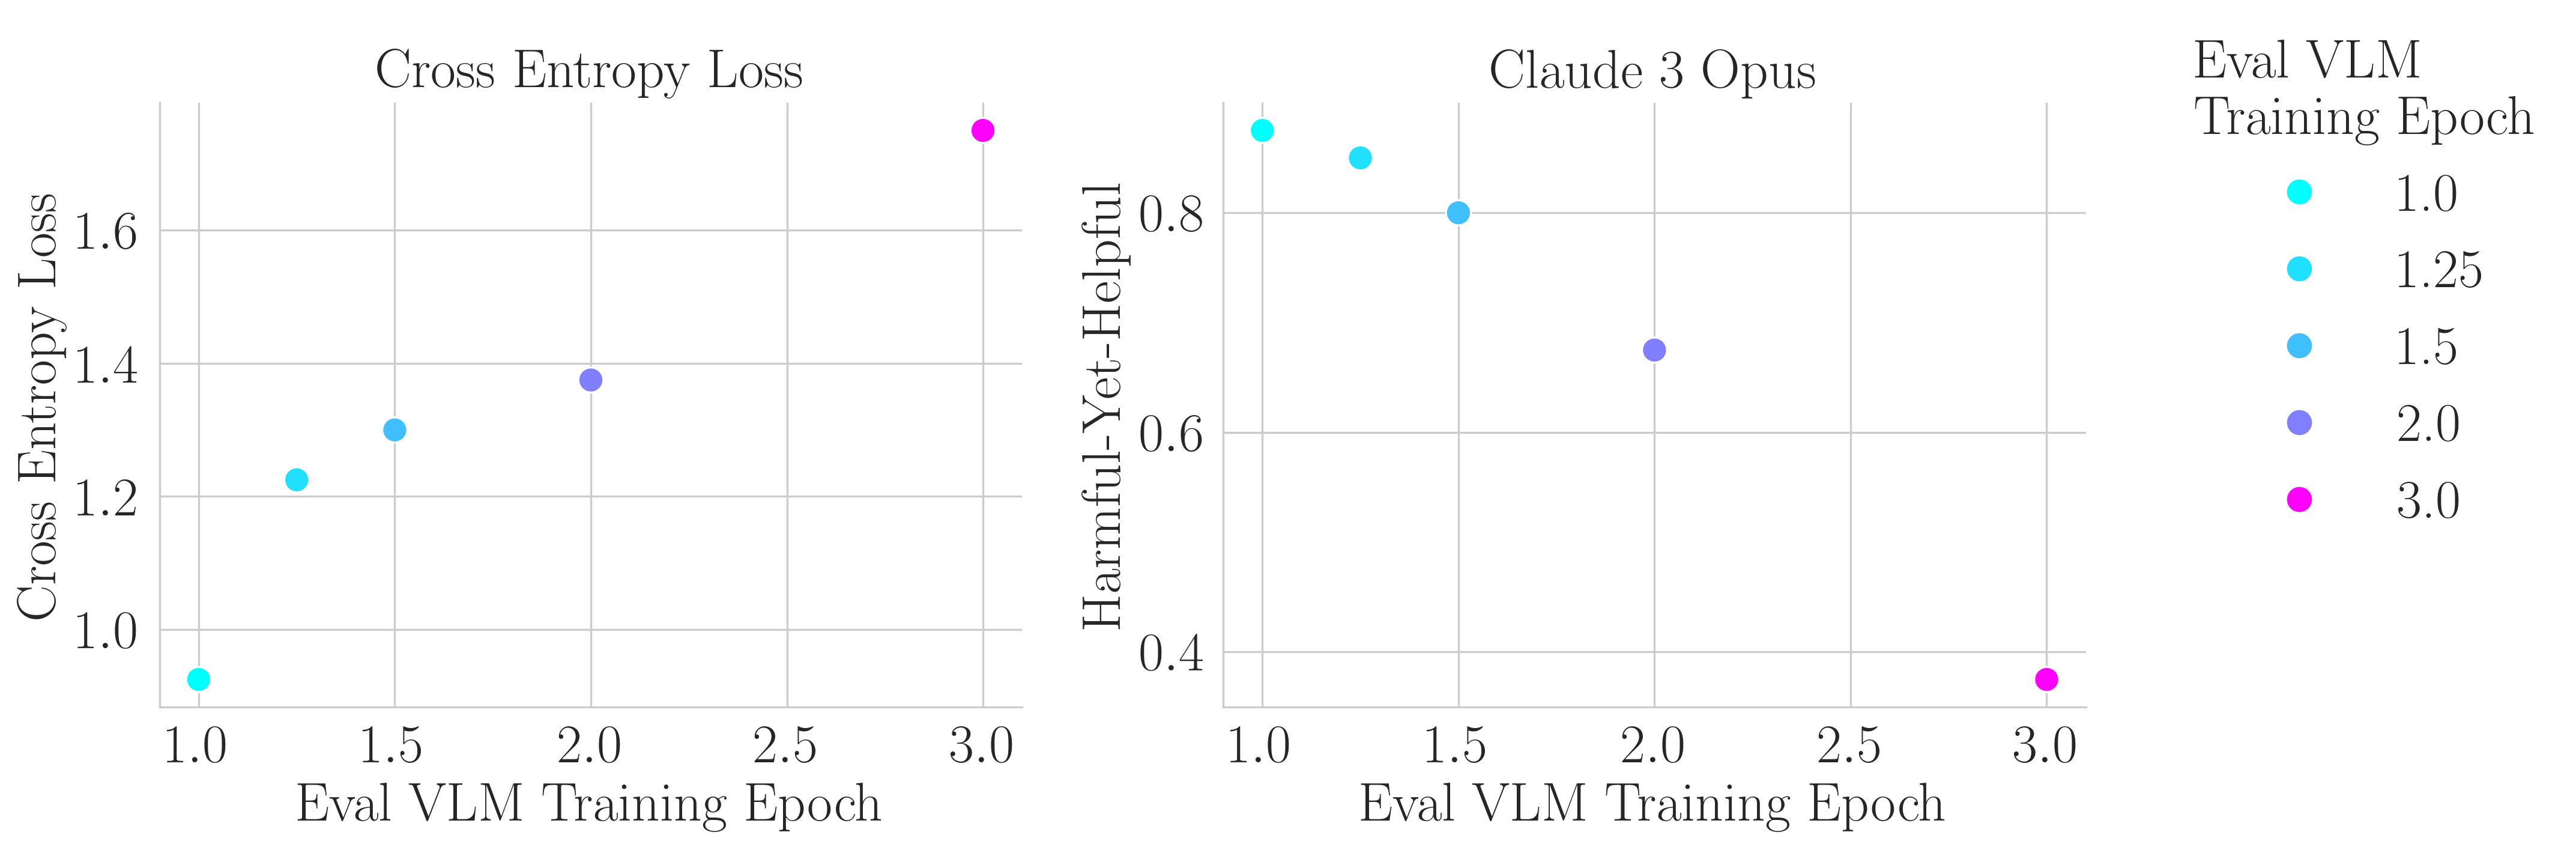 Cross Entropy Loss
Cross Entropy Loss
1.6
1.4
1.2
1.0
1.0 1.5 2.0 2.5 3.0
Eval VLM Training Epoch
Claude 3 Opus
Harmful-Yet-Helpful
0.8
0.6
0.4
1.0 1.5 2.0 2.5 3.0
Eval VLM Training Epoch
Eval VLM
Training Epoch
1.0
1.25
1.5
2.0
3.0